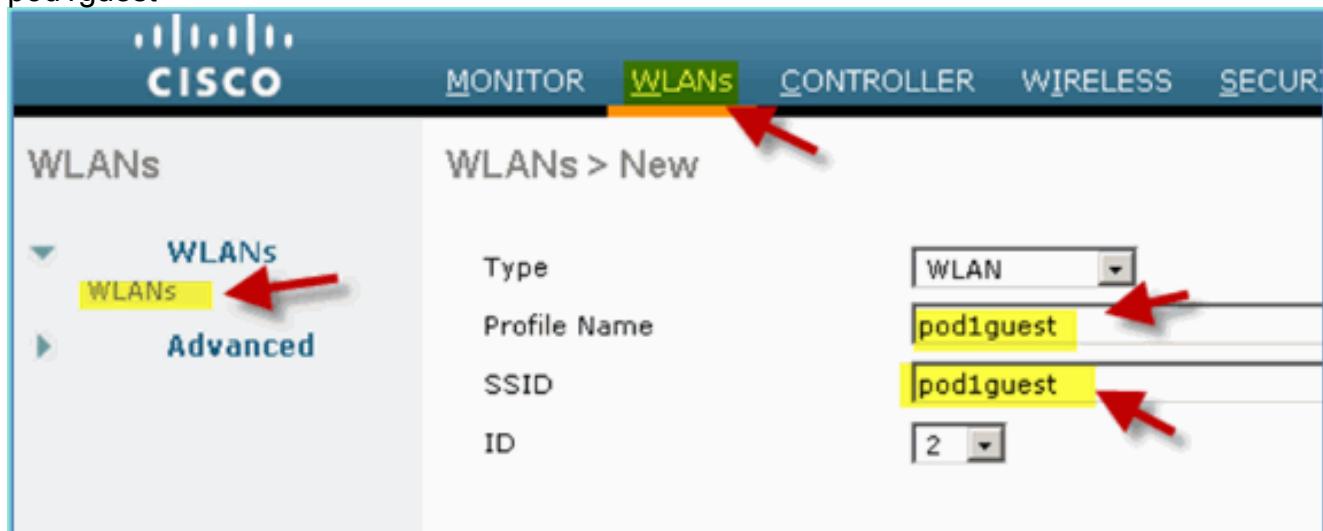 pod1guest
CISCO
MONITOR WLANs CONTROLLER WIRELESS
WLANs
WLANs > New
WLANs
WLANs
Advanced
Type WLAN
Profile Name pod1guest
SSID pod1guest
ID 2